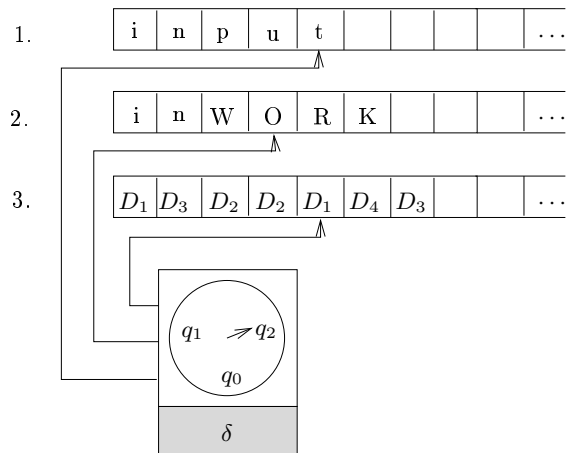 1. i n p u t ...
2. i n W O R K ...
3. D₁ D₃ D₂ D₂ D₁ D₄ D₃ ...
q₁ q₂
q₀
δ